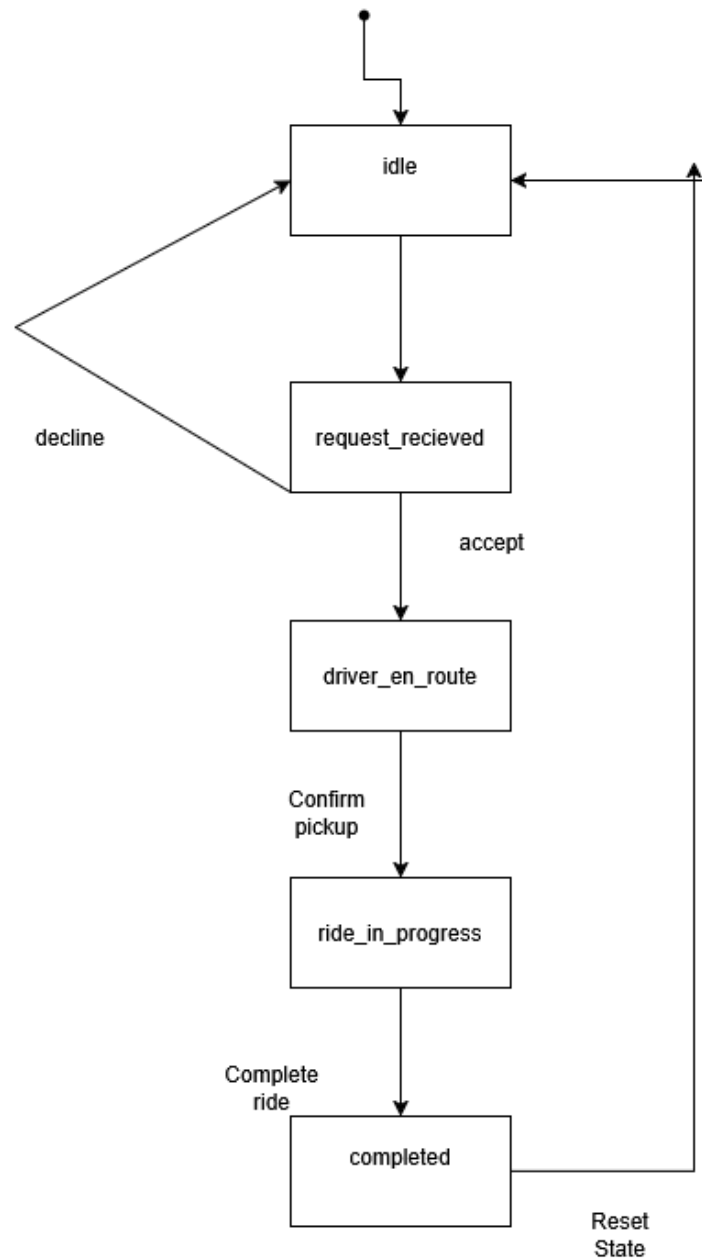 idle
request_recieved
decline
accept
driver_en_route
Confirm
pickup
ride_in_progress
Complete
ride
completed
Reset
State